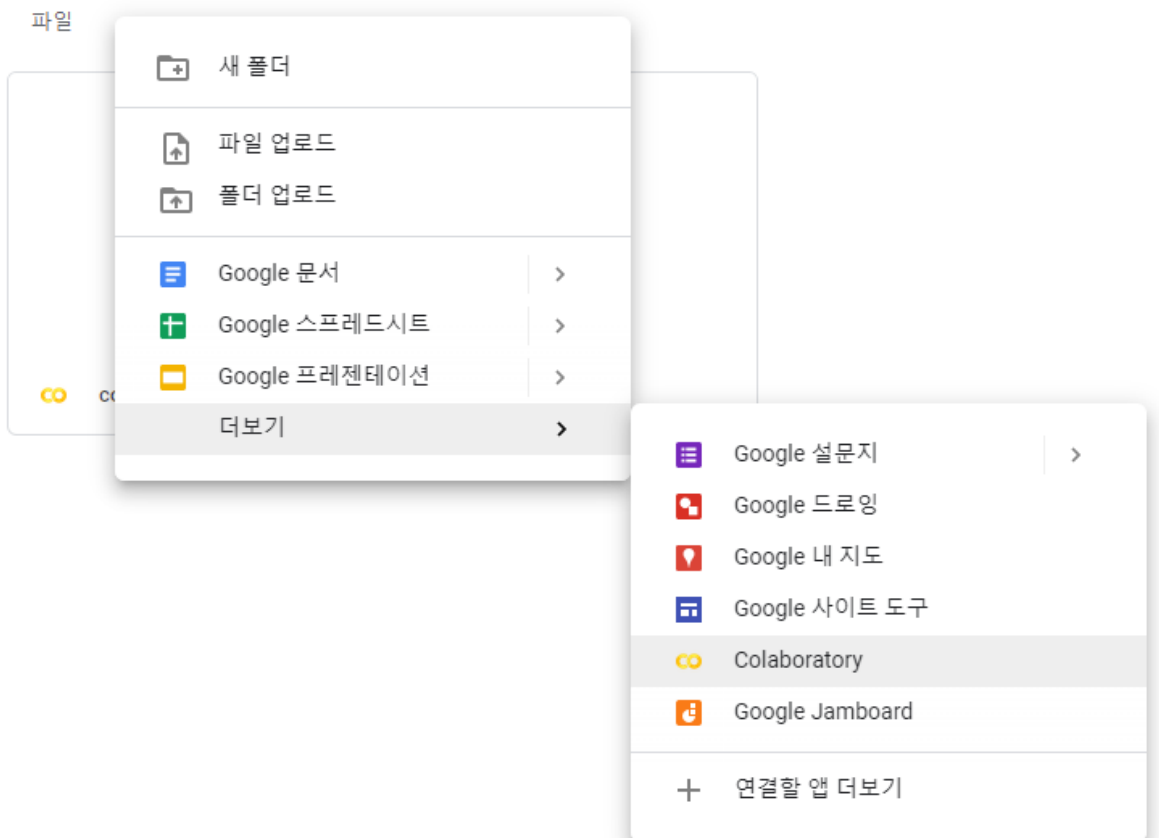 파일
새 폴더
파일 업로드
폴더 업로드
Google 문서
Google 스프레드시트
Google 프레젠테이션
더보기
Google 설문지
Google 드로잉
Google 내 지도
Google 사이트 도구
Colaboratory
Google Jamboard
연결할 앱 더보기